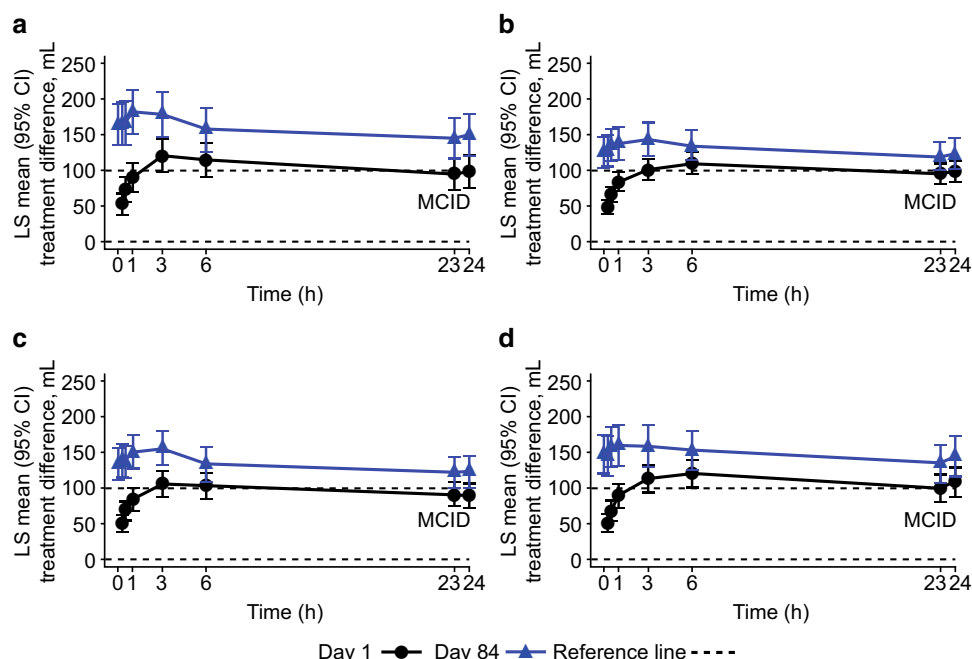 a
LS mean (95% CI)
treatment difference, mL
250
200
150
100
50
0
MCID
0 1 3 6 23 24
Time (h)
b
LS mean (95% CI)
treatment difference, mL
250
200
150
100
50
0
MCID
0 1 3 6 23 24
Time (h)
c
LS mean (95% CI)
treatment difference, mL
250
200
150
100
50
0
MCID
0 1 3 6 23 24
Time (h)
d
LS mean (95% CI)
treatment difference, mL
250
200
150
100
50
0
MCID
0 1 3 6 23 24
Time (h)
Day 1 Day 84 Reference line